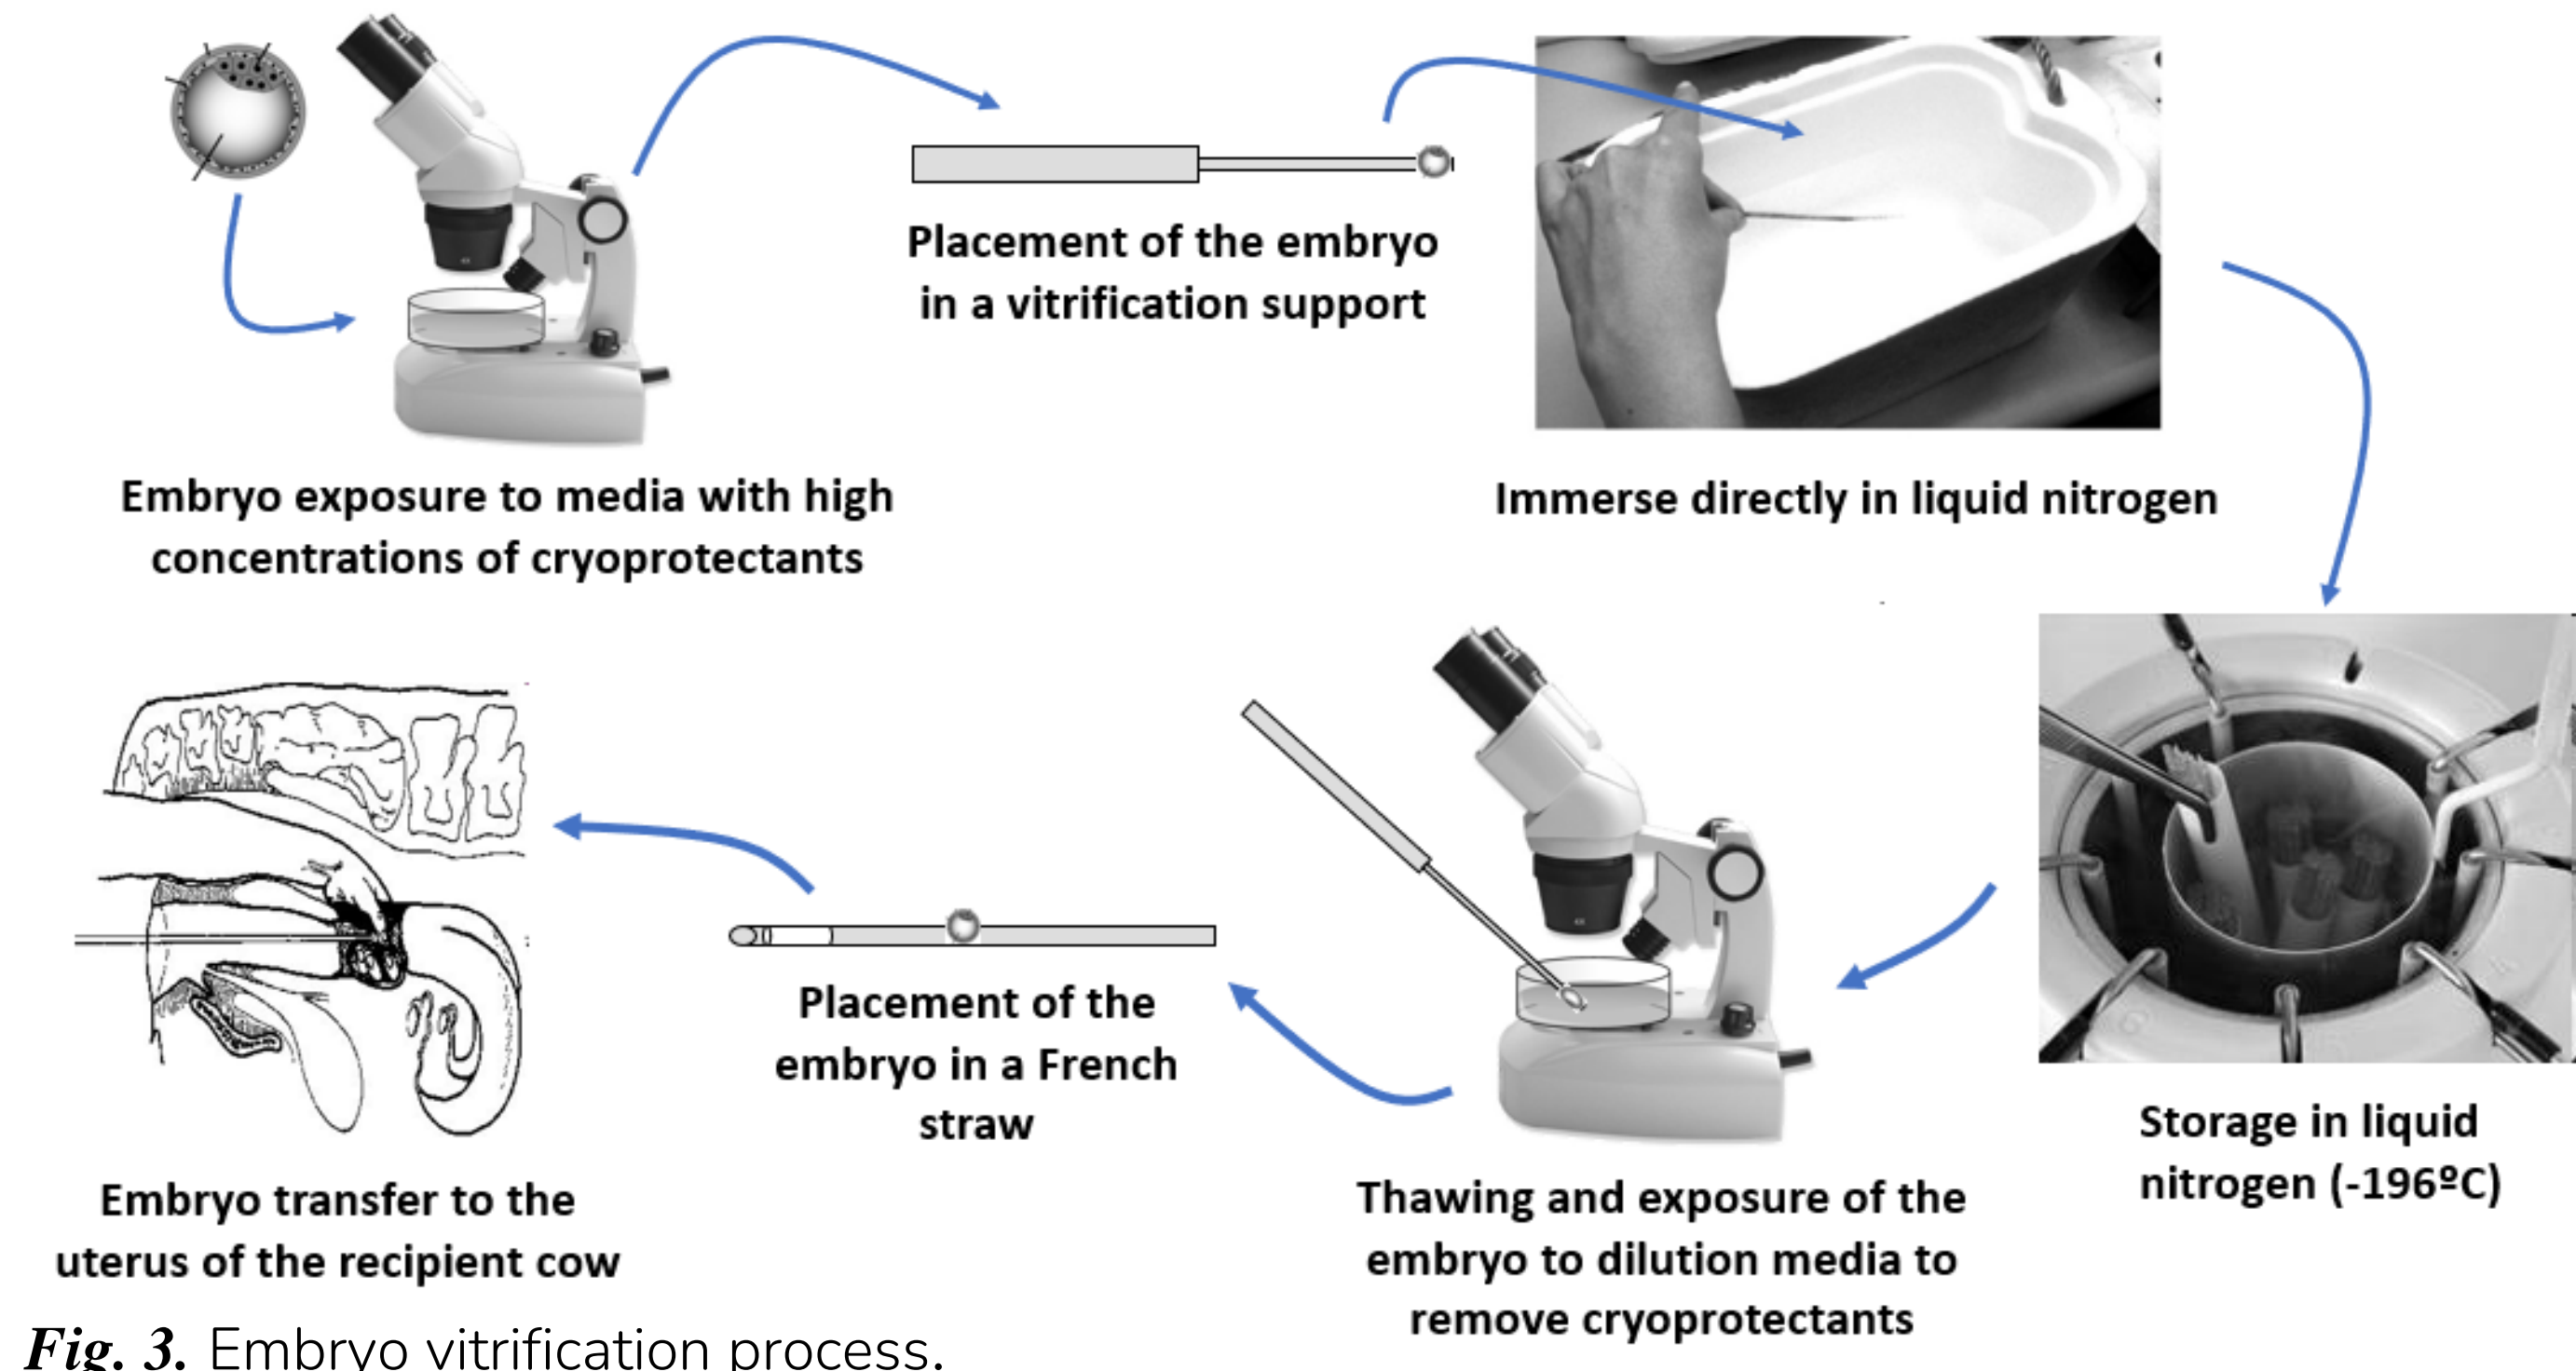 Placement of the embryo
in a vitrification support
Embryo exposure to media with high
concentrations of cryoprotectants
Immerse directly in liquid nitrogen
Storage in liquid
nitrogen (-196ºC)
Thawing and exposure of the
embryo to dilution media to
remove cryoprotectants
Placement of the
embryo in a French
straw
Embryo transfer to the
uterus of the recipient cow
Fig. 3. Embryo vitrification process.